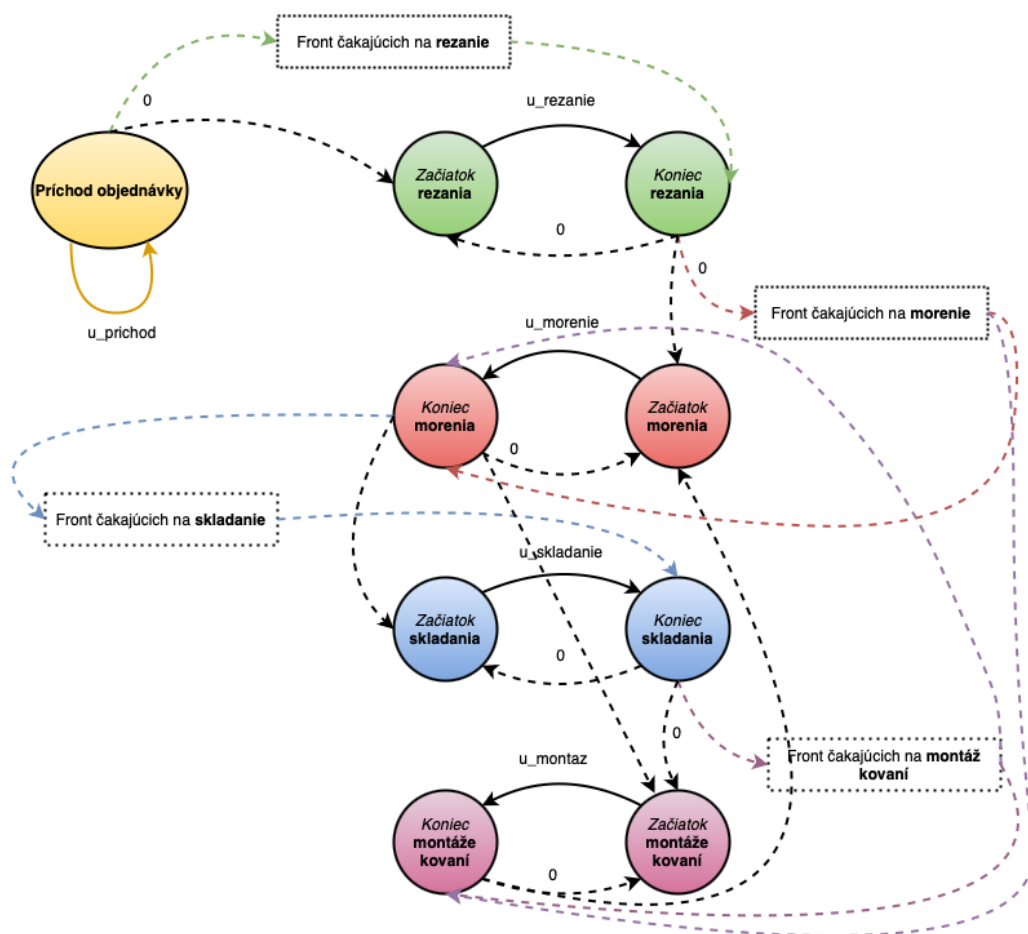 Front čakajúcich na rezanie
0
u_rezanie
Príchod objednávky
Začiatok
rezania
Koniec
rezania
0
0
u_prichod
Front čakajúcich na morenie
u_morenie
Koniec
morenia
Začiatok
morenia
0
Front čakajúcich na skladanie
u_skladanie
Začiatok
skladania
Koniec
skladania
0
0
Front čakajúcich na montáž
kovaní
u_montaz
Koniec
montáže
kovaní
Začiatok
montáže
kovaní
0